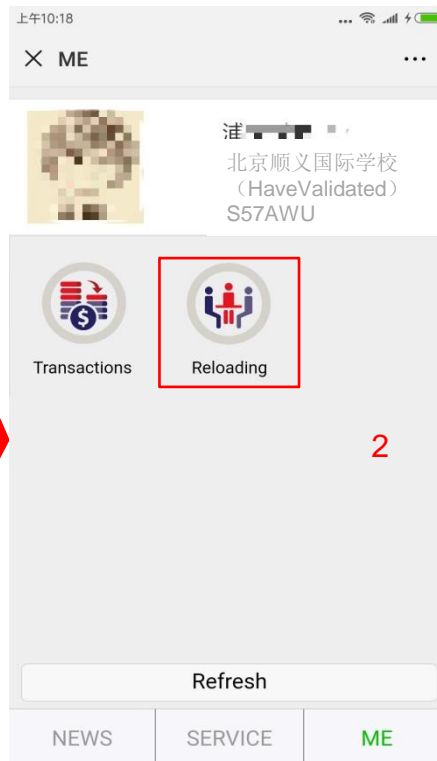 上午10:18
...
× ME
...
浦
北京顺义国际学校
（HaveValidated）
S57AWU
Transactions
Reloading
2
Refresh
NEWS
SERVICE
ME